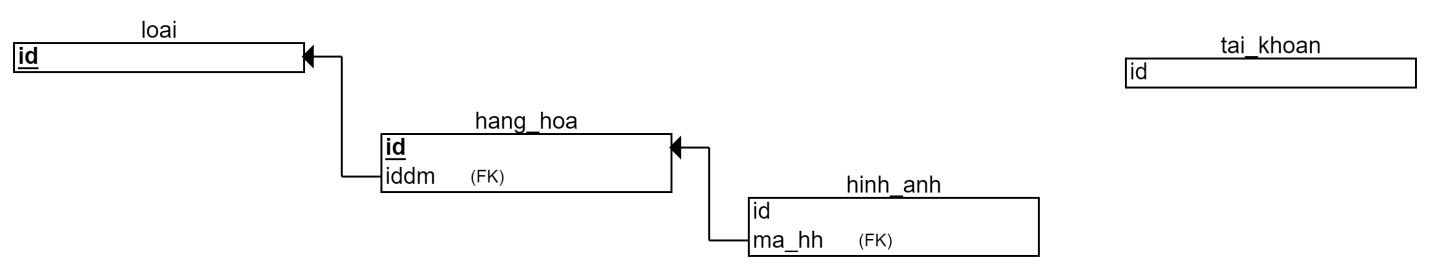 loai
id
hang_hoa
id
iddm (FK)
hinh_anh
id
ma_hh (FK)
tai_khoan
id